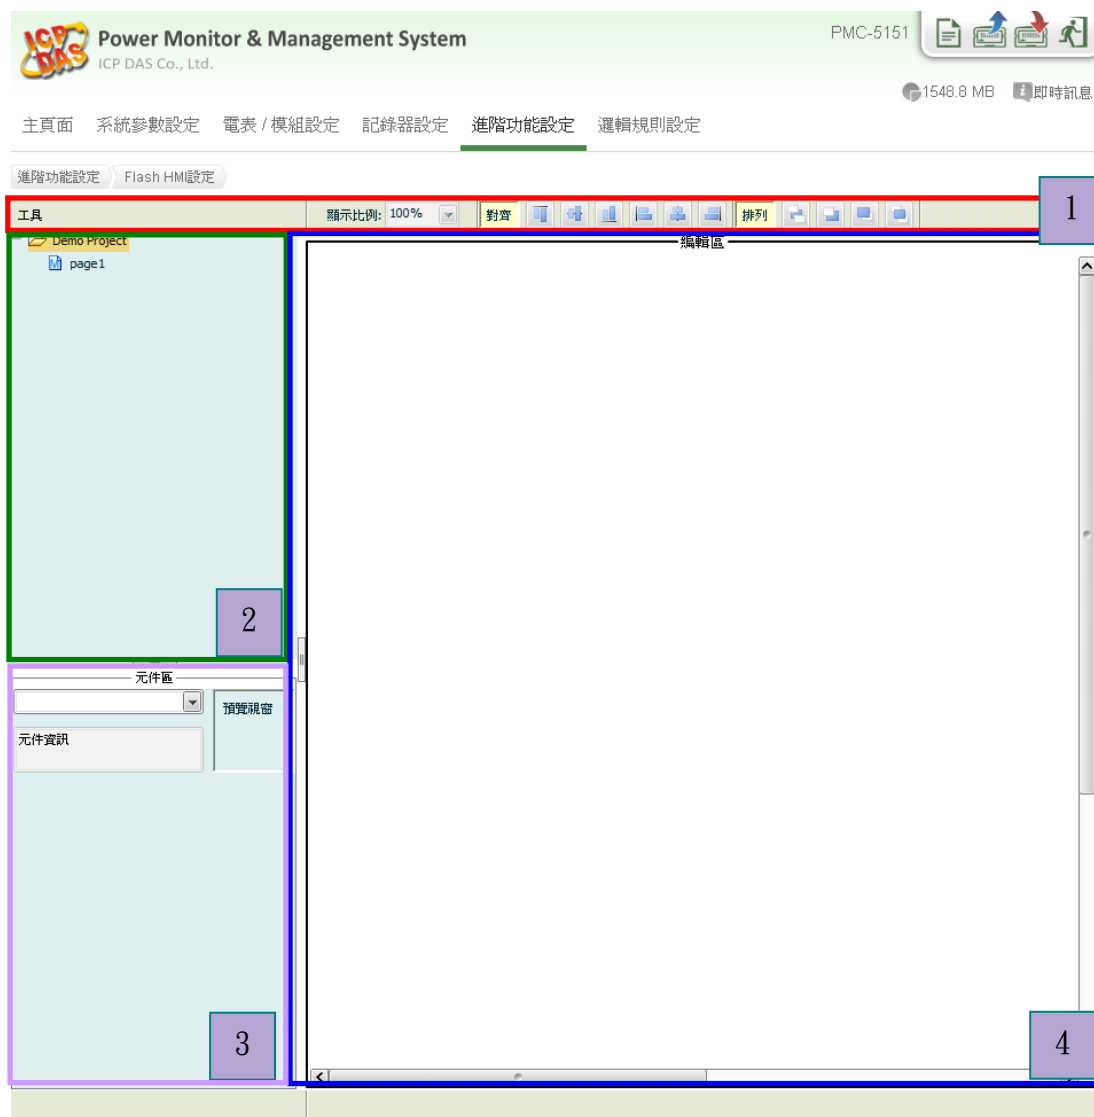 ICP DAS
Power Monitor & Management System
ICP DAS Co., Ltd.
PMC-5151
1548.8 MB
即時訊息
主頁面 系統參數設定 電表 / 模組設定 記錄器設定 進階功能設定 邏輯規則設定
進階功能設定 Flash HMI設定
工具 顯示比例: 100% 對齊 排列
1
Demo Project
編輯區
page1
2
元件區
預覽視窗
元件資訊
3
4